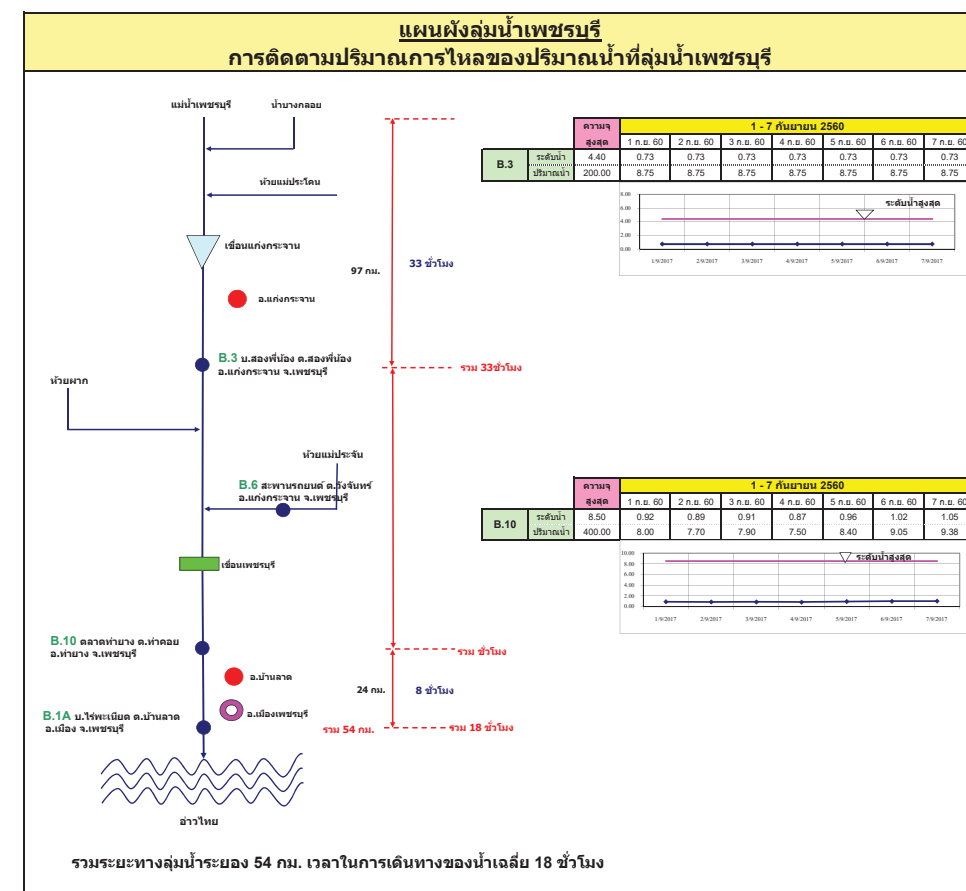 แผนผังลุ่มน้ำเพชรบุรี
การติดตามปริมาณการไหลของปริมาณน้ำที่ลุ่มน้ำเพชรบุรี
แม่น้ำเพชรบุรี
น้ำบางกลอย
ห้วยแม่ประโดน
เขื่อนแก่งกระจาน
97 กม.
33 ชั่วโมง
อ.แก่งกระจาน
B.3 บ.สองพี่น้อง ต.สองพี่น้อง
อ.แก่งกระจาน จ.เพชรบุรี
รวม 33ชั่วโมง
ห้วยผาก
ห้วยแม่ประจัน
B.6 สะพานรถยนต์ ต.วังจันทร์
อ.แก่งกระจาน จ.เพชรบุรี
เขื่อนเพชรบุรี
B.10 ตลาดท่ายาง ต.ท่าคอย
อ.ท่ายาง จ.เพชรบุรี
รวม ชั่วโมง
อ.บ้านลาด
24 กม.
8 ชั่วโมง
B.1A บ.ไร่พะเนียด ต.บ้านลาด
อ.เมือง จ.เพชรบุรี
อ.เมืองเพชรบุรี
รวม 54 กม.
รวม 18 ชั่วโมง
อ่าวไทย
รวมระยะทางลุ่มน้ำระยอง 54 กม. เวลาในการเดินทางของน้ำเฉลี่ย 18 ชั่วโมง
ความจุ 1 - 7 กันยายน 2560
สูงสุด 1 ก.ย. 60 2 ก.ย. 60 3 ก.ย. 60 4 ก.ย. 60 5 ก.ย. 60 6 ก.ย. 60 7 ก.ย. 60
B.3
ระดับน้ำ 4.40 0.73 0.73 0.73 0.73 0.73 0.73 0.73
ปริมาณน้ำ 200.00 8.75 8.75 8.75 8.75 8.75 8.75 8.75
ระดับน้ำสูงสุด
8.00
6.00
4.00
2.00
0.00
1/9/2017 2/9/2017 3/9/2017 4/9/2017 5/9/2017 6/9/2017 7/9/2017
ความจุ 1 - 7 กันยายน 2560
สูงสุด 1 ก.ย. 60 2 ก.ย. 60 3 ก.ย. 60 4 ก.ย. 60 5 ก.ย. 60 6 ก.ย. 60 7 ก.ย. 60
B.10
ระดับน้ำ 8.50 0.92 0.89 0.91 0.87 0.96 1.02 1.05
ปริมาณน้ำ 400.00 8.00 7.70 7.90 7.50 8.40 9.05 9.38
ระดับน้ำสูงสุด
10.00
8.00
6.00
4.00
2.00
0.00
1/9/2017 2/9/2017 3/9/2017 4/9/2017 5/9/2017 6/9/2017 7/9/2017